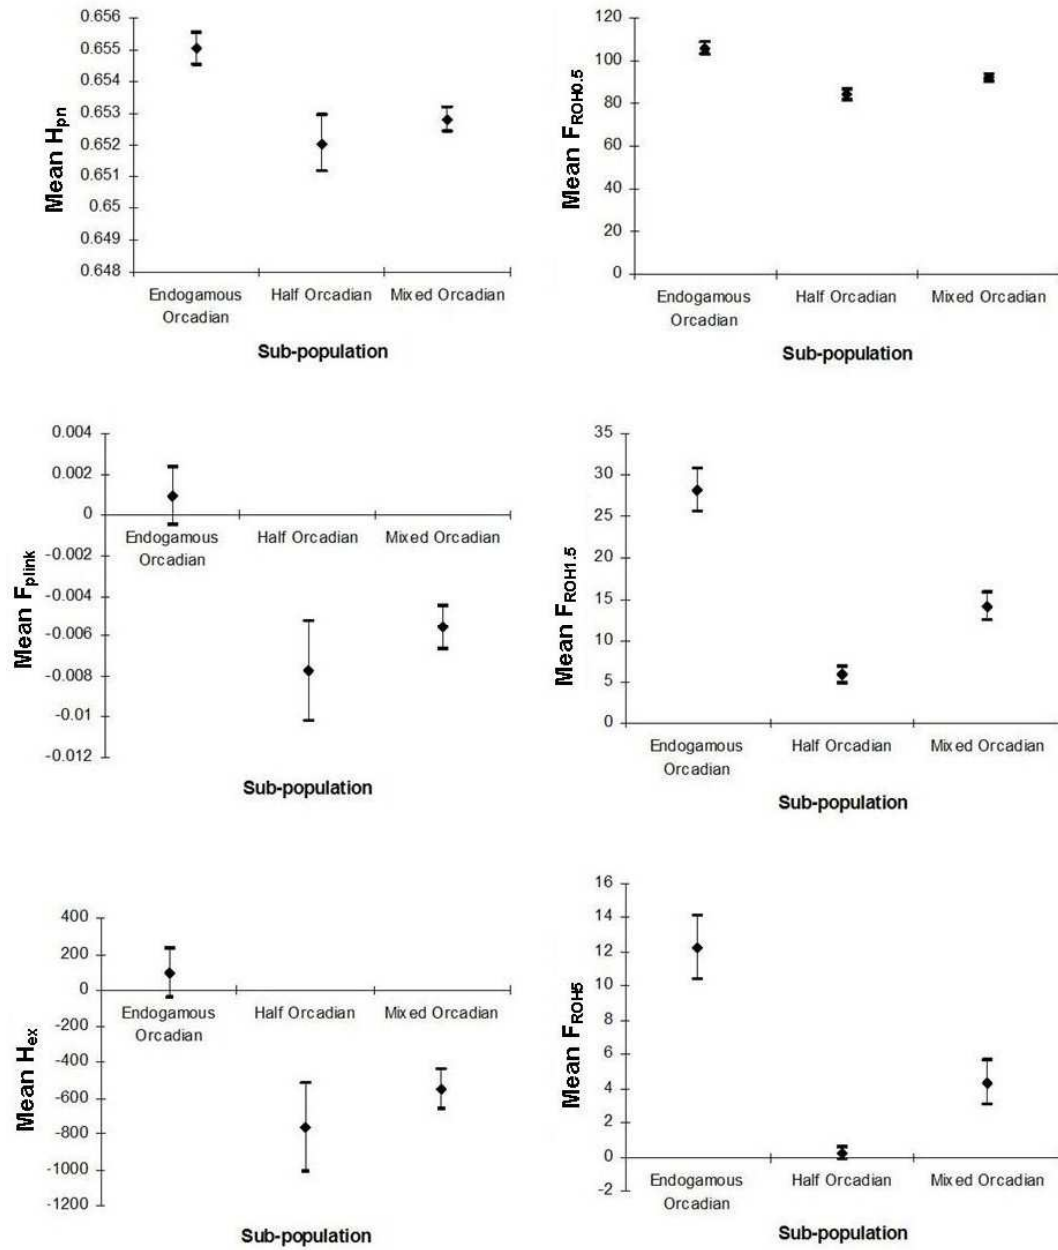 Mean Hpn
0.656
0.655
0.654
0.653
0.652
0.651
0.65
0.649
0.648
Endogamous Orcadian
Half Orcadian
Mixed Orcadian
Sub-population
Mean FROH0.5
120
100
80
60
40
20
0
Endogamous Orcadian
Half Orcadian
Mixed Orcadian
Sub-population
Mean Fplink
0.004
0.002
0
-0.002
-0.004
-0.006
-0.008
-0.01
-0.012
Endogamous Orcadian
Half Orcadian
Mixed Orcadian
Sub-population
Mean FROH1.5
35
30
25
20
15
10
5
0
Endogamous Orcadian
Half Orcadian
Mixed Orcadian
Sub-population
Mean Hex
400
200
0
-200
-400
-600
-800
-1000
-1200
Endogamous Orcadian
Half Orcadian
Mixed Orcadian
Sub-population
Mean FROH5
16
14
12
10
8
6
4
2
0
-2
Endogamous Orcadian
Half Orcadian
Mixed Orcadian
Sub-population